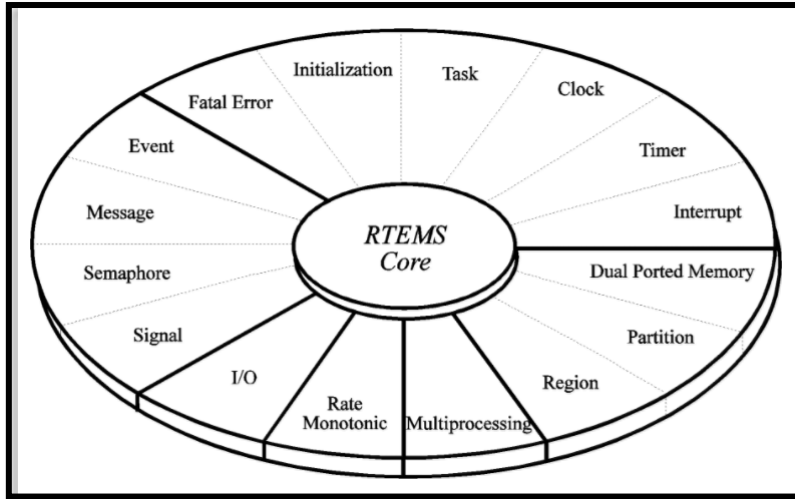 Initialization
Task
Clock
Fatal Error
Timer
Event
Message
Interrupt
RTEMS
Core
Semaphore
Dual Ported Memory
Signal
Partition
I/O
Region
Rate
Monotonic
Multiprocessing